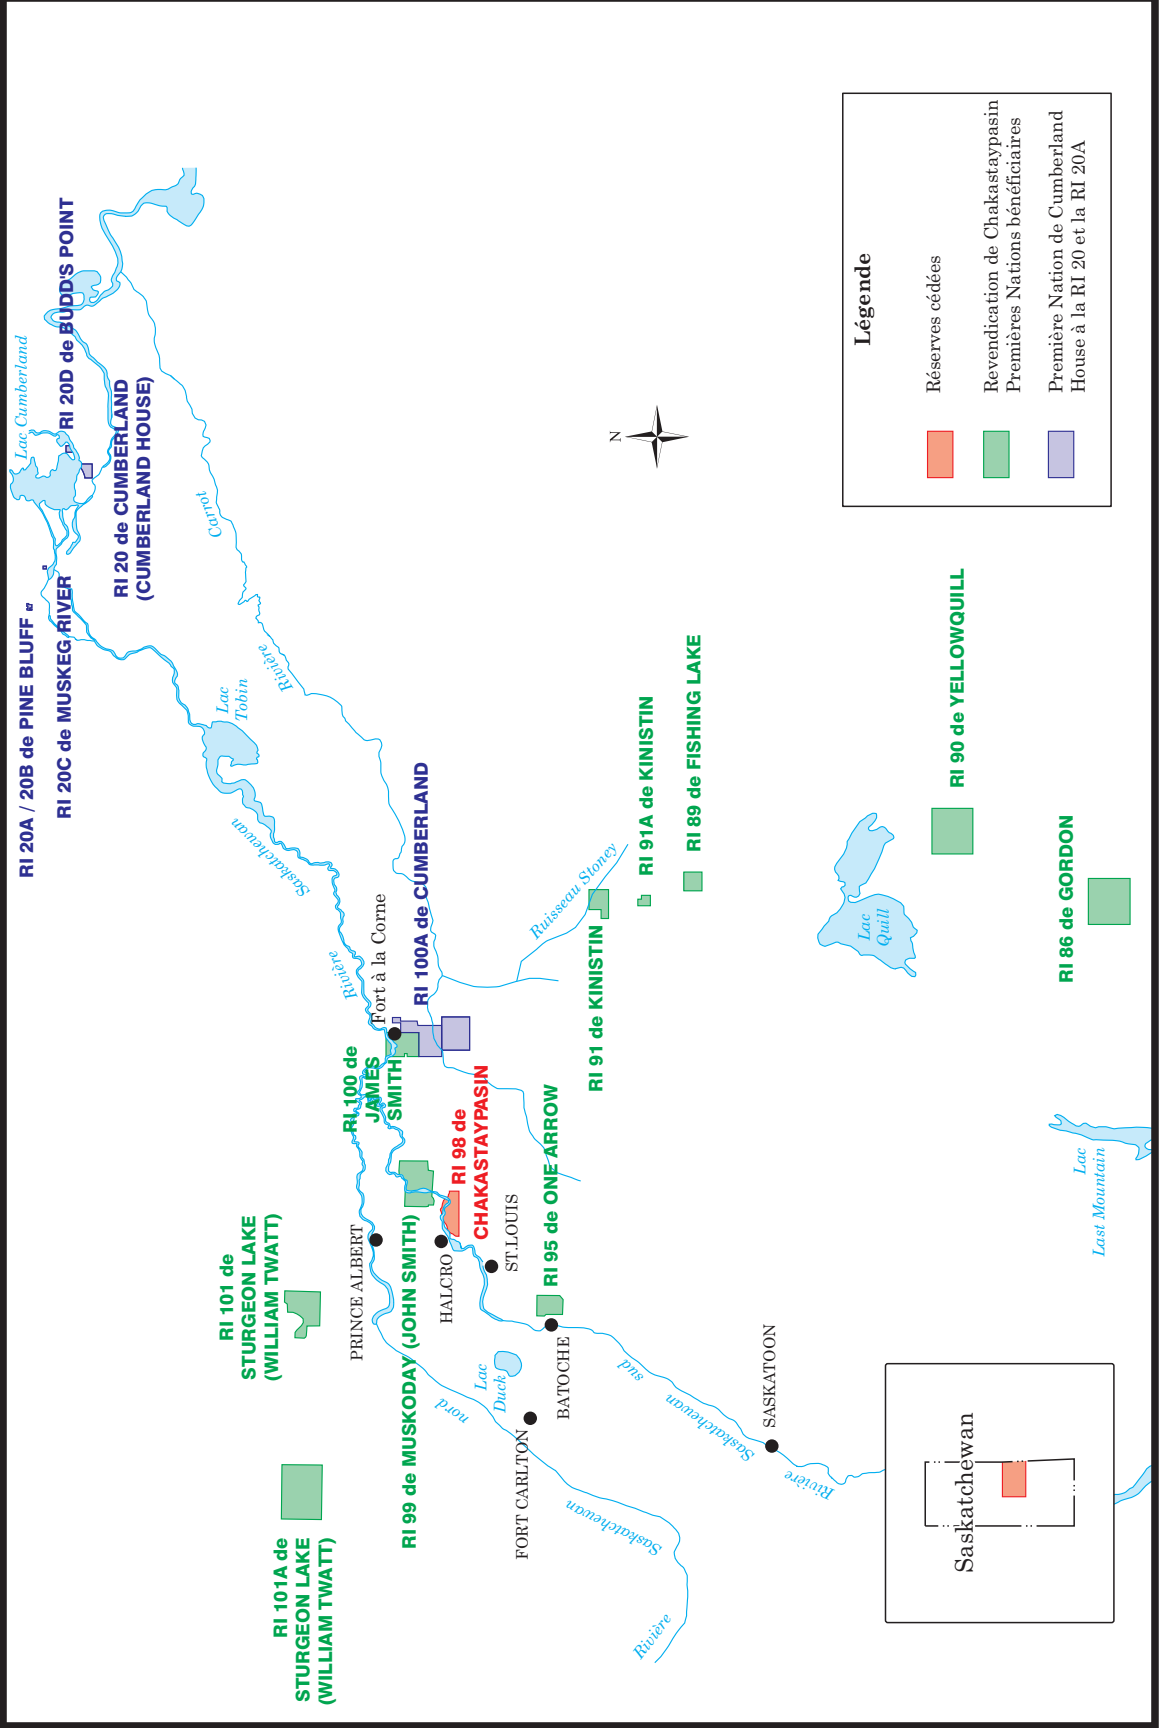 RI 20A / 20B de PINE BLUFF
RI 20C de MUSKEG RIVER
Lac Cumberland
RI 20D de BUDD'S POINT
RI 20 de CUMBERLAND
(CUMBERLAND HOUSE)
Carrot
Rivière
Lac
Tobin
Saskatchewan
Rivière
Fort à la Corne
RI 100A de CUMBERLAND
RI 100 de
JAMES
SMITH
RI 101 de
STURGEON LAKE
(WILLIAM TWATT)
RI 101A de
STURGEON LAKE
(WILLIAM TWATT)
PRINCE ALBERT
RI 99 de MUSKODAY (JOHN SMITH)
HALCRO
RI 98 de
CHAKASTAYPASIN
ST.LOUIS
RI 95 de ONE ARROW
BATOCHE
Lac
Duck
FORT CARLTON
nord
Saskatchewan
Rivière
sud
Saskatchewan
Rivière
SASKATOON
Ruisseau Stoney
RI 91 de KINISTIN
RI 91A de KINISTIN
RI 89 de FISHING LAKE
Lac
Quill
RI 90 de YELLOWQUILL
RI 86 de GORDON
Lac
Last Mountain
N
Légende
Réserves cédées
Revendication de Chakastaypasin
Premières Nations bénéficiaires
Première Nation de Cumberland
House à la RI 20 et la RI 20A
Saskatchewan